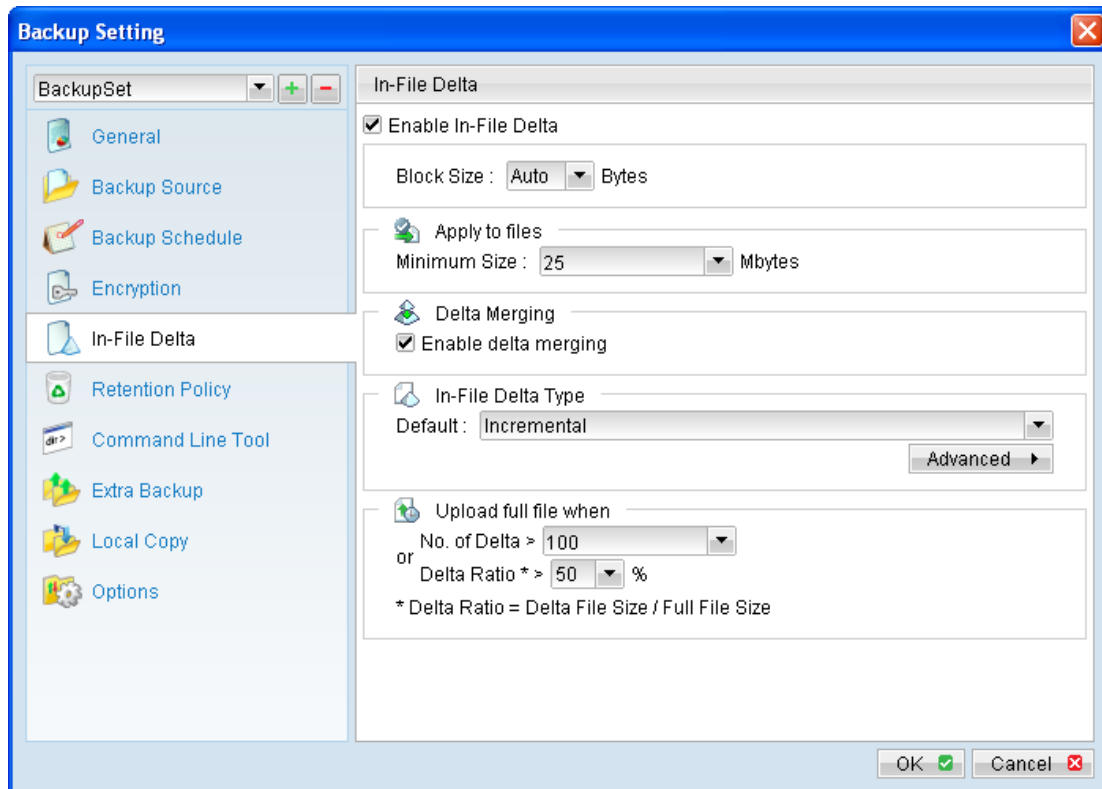 Backup Setting
BackupSet
General
Backup Source
Backup Schedule
Encryption
In-File Delta
Retention Policy
Command Line Tool
Extra Backup
Local Copy
Options
In-File Delta
Enable In-File Delta
Block Size : Auto Bytes
Apply to files
Minimum Size : 25 Mbytes
Delta Merging
Enable delta merging
In-File Delta Type
Default : Incremental
Advanced
Upload full file when
No. of Delta > 100
or
Delta Ratio * > 50 %
* Delta Ratio = Delta File Size / Full File Size
OK Cancel